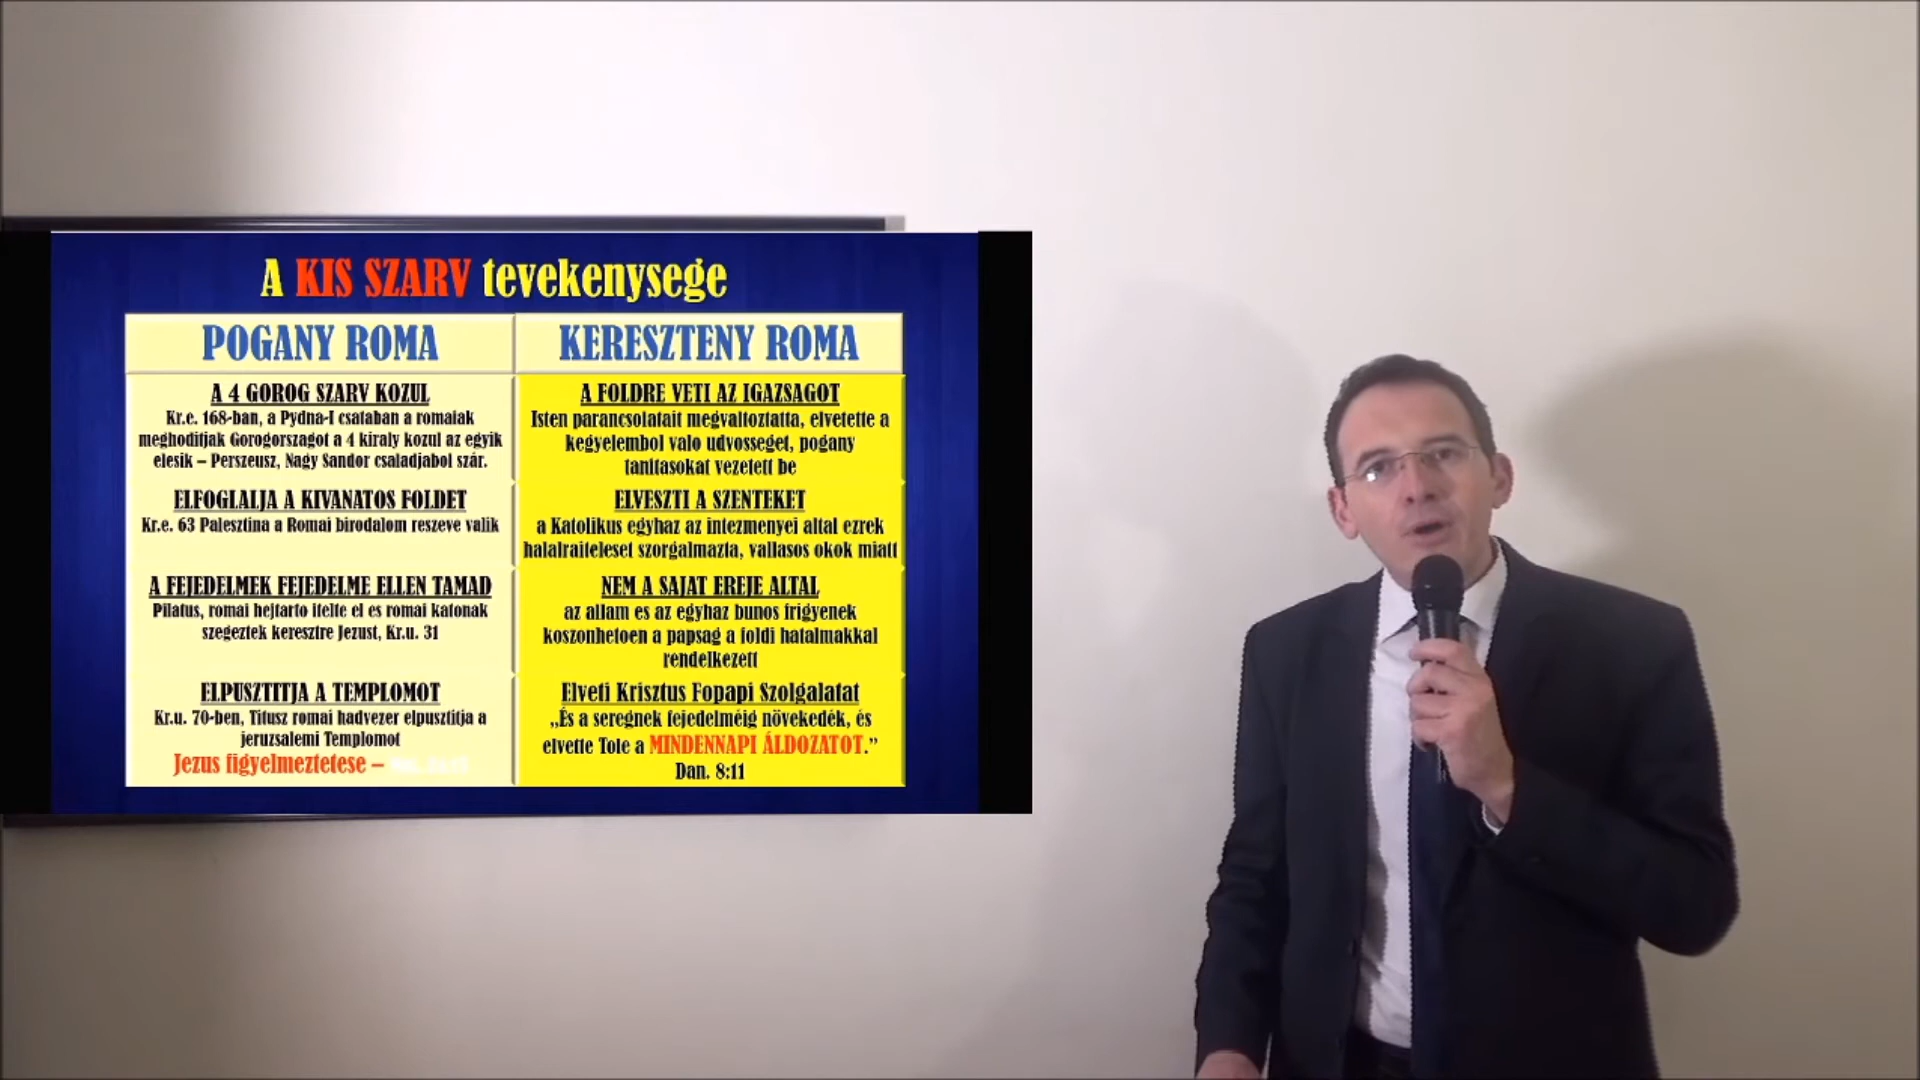 A KIS SZARV tevekenysege
POGANY ROMA
A 4 GOROG SZARV KOZUL
Kr.e. 168-ban, a Pydna-I csataban a romaiak
meghoditjak Gorogorszagot a 4 kiraly kozul az egyik
elesik – Perszeusz, Nagy Sandor csaladjabol szár.
ELFOGLALJA A KIVANATOS FOLDET
Kr.e. 63 Palesztina a Romai birodalom reszeve valik
A FEJEDELMEK FEJEDELME ELLEN TAMAD
Pilatus, romai hejtarto itelte el es romai katonak
szegeztek keresztre Jezust, Kr.u. 31
ELPUSZTITJA A TEMPLOMOT
Kr.u. 70-ben, Titusz romai hadvezer elpusztitja a
jeruzsalemi Templomot
Jezus figyelmeztetese –
KERESZTENY ROMA
A FOLDRE VETI AZ IGAZSAGOT
Isten parancsolatait megvaltoztatta, elvetette a
kegyelembol valo udvosseget, pogany
tanitasokat vezetett be
ELVESZTI A SZENTEKET
a Katolikus egyhaz az intezmenyei altal ezrek
halalraiteleset szorgalmazta, vallasos okok miatt
NEM A SAJAT EREJE ALTAL
az allam es az egyhaz bunos frigyenek
koszonhetoen a papsag a foldi hatalmakkal
rendelkezett
Elveti Krisztus Fopapi Szolgalatat
„És a seregnek fejedelméig növekedék, és
elvette Tole a MINDENNAPI ÁLDOZATOT.”
Dan. 8:11